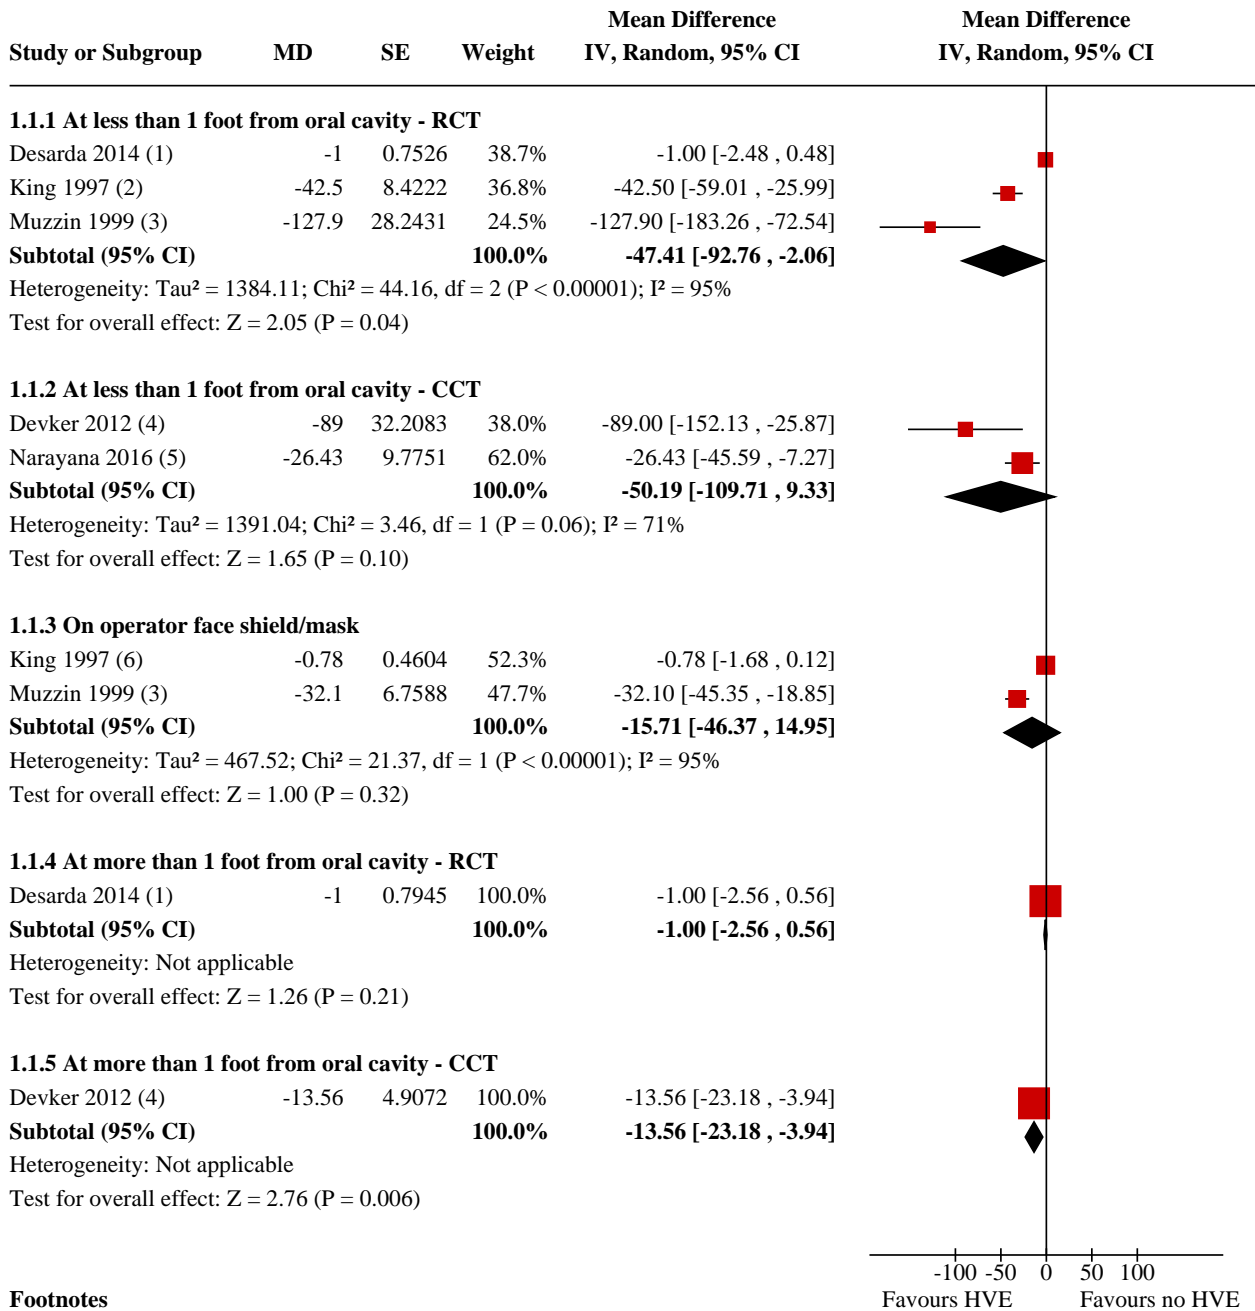 Mean Difference Mean Difference
Study or Subgroup MD SE Weight IV, Random, 95% CI IV, Random, 95% CI
1.1.1 At less than 1 foot from oral cavity - RCT
Desarda 2014 (1) -1 0.7526 38.7% -1.00 [-2.48 , 0.48]
King 1997 (2) -42.5 8.4222 36.8% -42.50 [-59.01 , -25.99]
Muzzin 1999 (3) -127.9 28.2431 24.5% -127.90 [-183.26 , -72.54]
Subtotal (95% CI) 100.0% -47.41 [-92.76 , -2.06]
Heterogeneity: Tau² = 1384.11; Chi² = 44.16, df = 2 (P < 0.00001); I² = 95%
Test for overall effect: Z = 2.05 (P = 0.04)
1.1.2 At less than 1 foot from oral cavity - CCT
Devker 2012 (4) -89 32.2083 38.0% -89.00 [-152.13 , -25.87]
Narayana 2016 (5) -26.43 9.7751 62.0% -26.43 [-45.59 , -7.27]
Subtotal (95% CI) 100.0% -50.19 [-109.71 , 9.33]
Heterogeneity: Tau² = 1391.04; Chi² = 3.46, df = 1 (P = 0.06); I² = 71%
Test for overall effect: Z = 1.65 (P = 0.10)
1.1.3 On operator face shield/mask
King 1997 (6) -0.78 0.4604 52.3% -0.78 [-1.68 , 0.12]
Muzzin 1999 (3) -32.1 6.7588 47.7% -32.10 [-45.35 , -18.85]
Subtotal (95% CI) 100.0% -15.71 [-46.37 , 14.95]
Heterogeneity: Tau² = 467.52; Chi² = 21.37, df = 1 (P < 0.00001); I² = 95%
Test for overall effect: Z = 1.00 (P = 0.32)
1.1.4 At more than 1 foot from oral cavity - RCT
Desarda 2014 (1) -1 0.7945 100.0% -1.00 [-2.56 , 0.56]
Subtotal (95% CI) 100.0% -1.00 [-2.56 , 0.56]
Heterogeneity: Not applicable
Test for overall effect: Z = 1.26 (P = 0.21)
1.1.5 At more than 1 foot from oral cavity - CCT
Devker 2012 (4) -13.56 4.9072 100.0% -13.56 [-23.18 , -3.94]
Subtotal (95% CI) 100.0% -13.56 [-23.18 , -3.94]
Heterogeneity: Not applicable
Test for overall effect: Z = 2.76 (P = 0.006)
-100 -50 0 50 100
Footnotes Favours HVE Favours no HVE